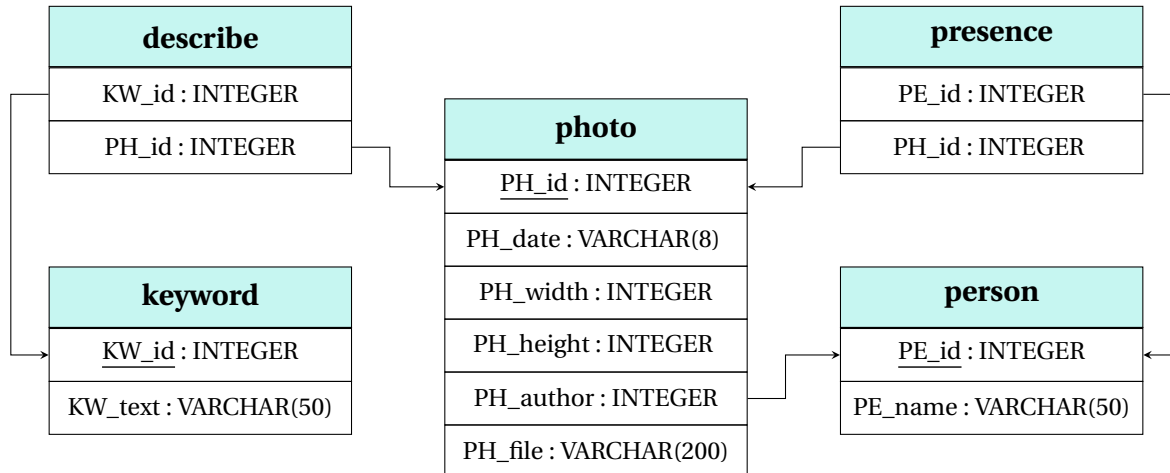 describe
KW_id : INTEGER
PH_id : INTEGER
keyword
KW_id : INTEGER
KW_text : VARCHAR(50)
photo
PH_id : INTEGER
PH_date : VARCHAR(8)
PH_width : INTEGER
PH_height : INTEGER
PH_author : INTEGER
PH_file : VARCHAR(200)
presence
PE_id : INTEGER
PH_id : INTEGER
person
PE_id : INTEGER
PE_name : VARCHAR(50)